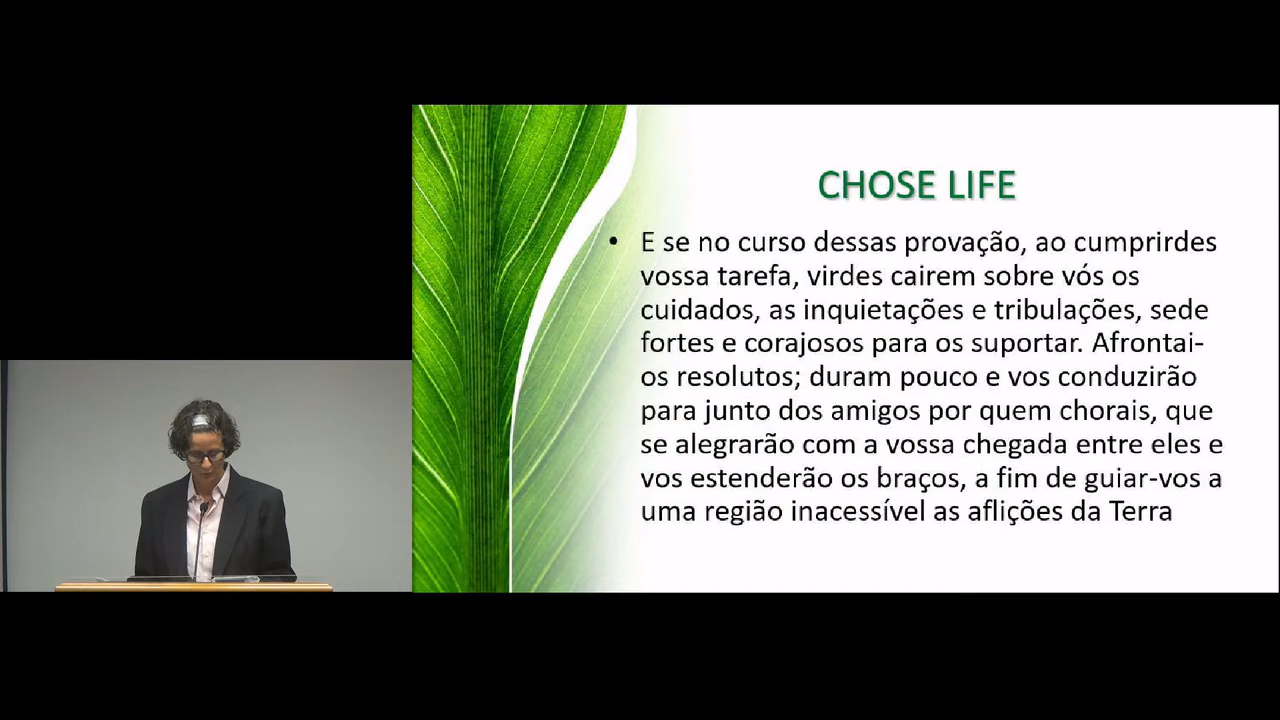 CHOSE LIFE
• E se no curso dessas provação, ao cumprirdes
vossa tarefa, virdes cairem sobre vós os
cuidados, as inquietações e tribulações, sede
fortes e corajosos para os suportar. Afrontai-
os resolutos; duram pouco e vos conduzirão
para junto dos amigos por quem chorais, que
se alegrarão com a vossa chegada entre eles e
vos estenderão os braços, a fim de guiar-vos a
uma região inacessível as aflições da Terra